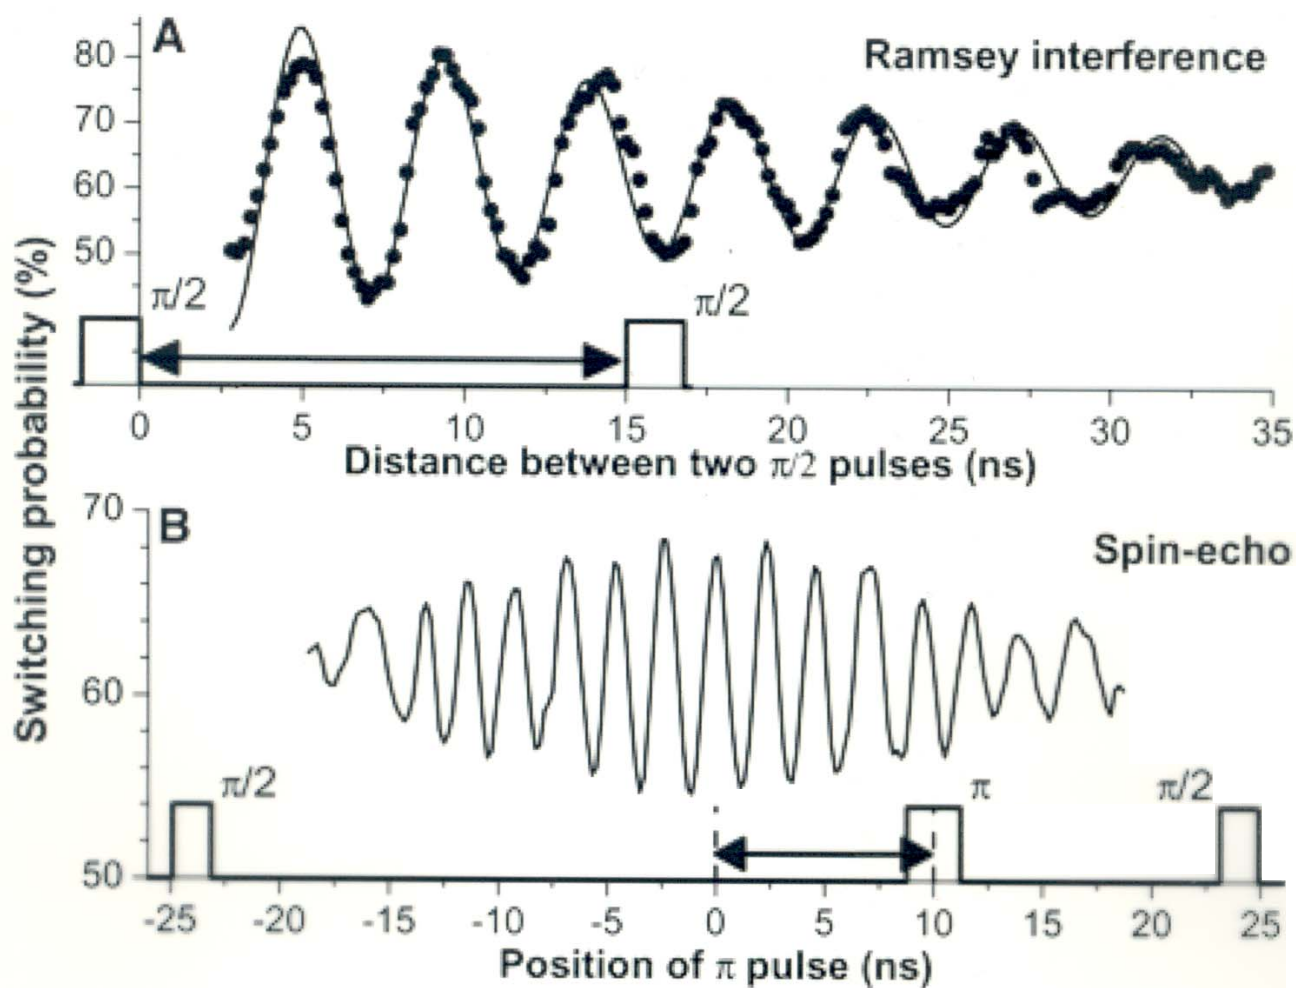 A
Ramsey interference
80
70
60
50
π/2
π/2
0 5 10 15 20 25 30 35
Distance between two π/2 pulses (ns)
Switching probability (%)
70
B
Spin-echo
60
π/2
π
π/2
50
-25 -20 -15 -10 -5 0 5 10 15 20 25
Position of π pulse (ns)